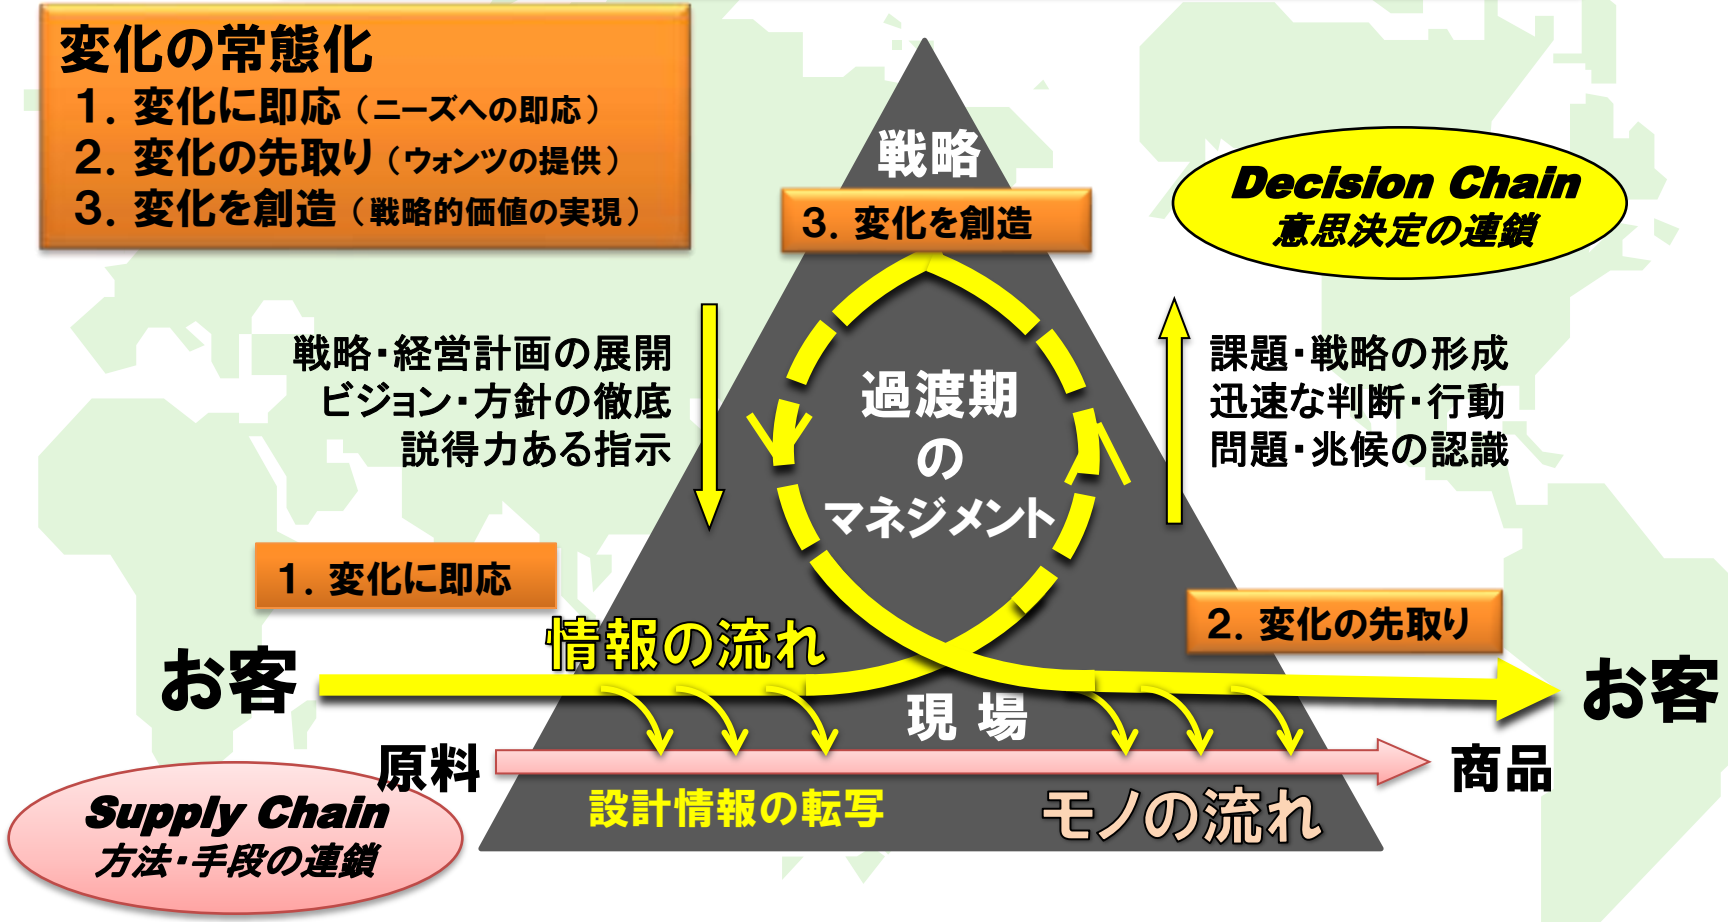 変化の常態化
1. 変化に即応（ニーズへの即応）
2. 変化の先取り（ウォンツの提供）
3. 変化を創造（戦略的価値の実現）
戦略
3. 変化を創造
Decision Chain
意思決定の連鎖
戦略・経営計画の展開
ビジョン・方針の徹底
説得力ある指示
過渡期
の
マネジメント
課題・戦略の形成
迅速な判断・行動
問題・兆候の認識
1. 変化に即応
2. 変化の先取り
情報の流れ
お客
お客
現 場
原料
商品
設計情報の転写
モノの流れ
Supply Chain
方法・手段の連鎖